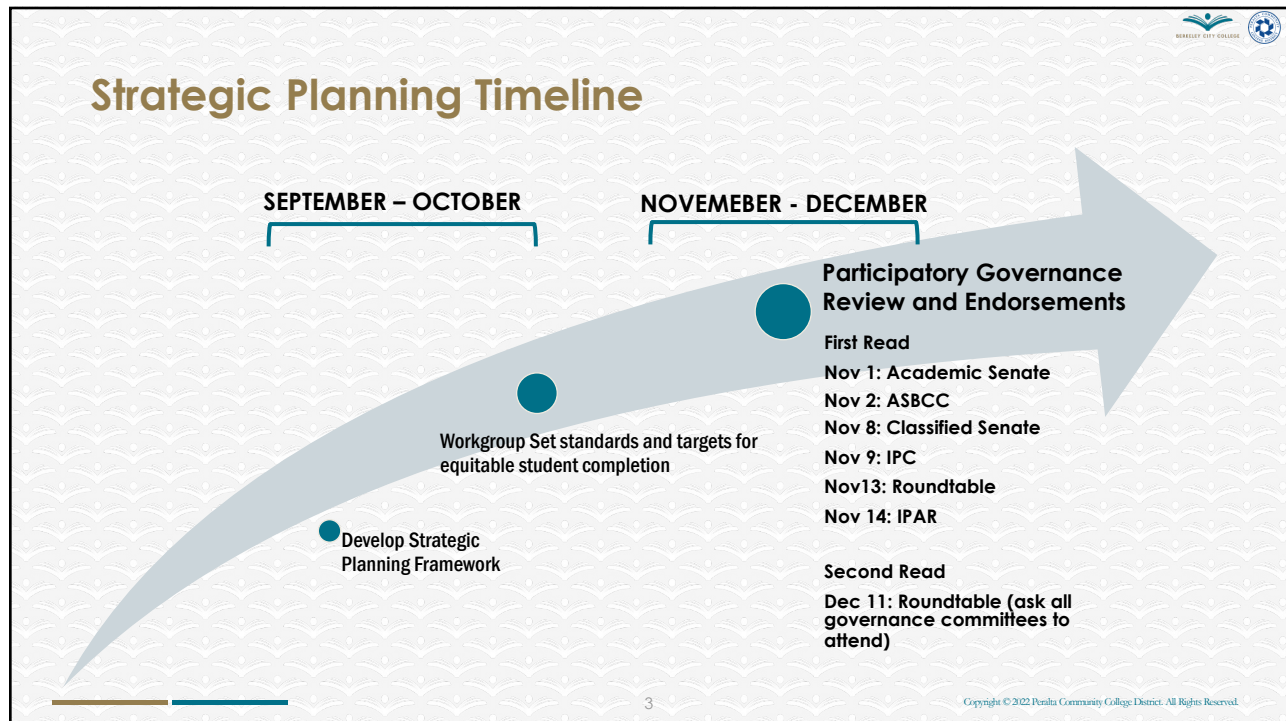 BERKELEY CITY COLLEGE
Strategic Planning Timeline
SEPTEMBER – OCTOBER
NOVEMEBER - DECEMBER
Participatory Governance
Review and Endorsements
First Read
Nov 1: Academic Senate
Nov 2: ASBCC
Nov 8: Classified Senate
Nov 9: IPC
Nov13: Roundtable
Nov 14: IPAR
Second Read
Dec 11: Roundtable (ask all
governance committees to
attend)
Workgroup Set standards and targets for
equitable student completion
Develop Strategic
Planning Framework
3
Copyright © 2022 Peralta Community College District. All Rights Reserved.